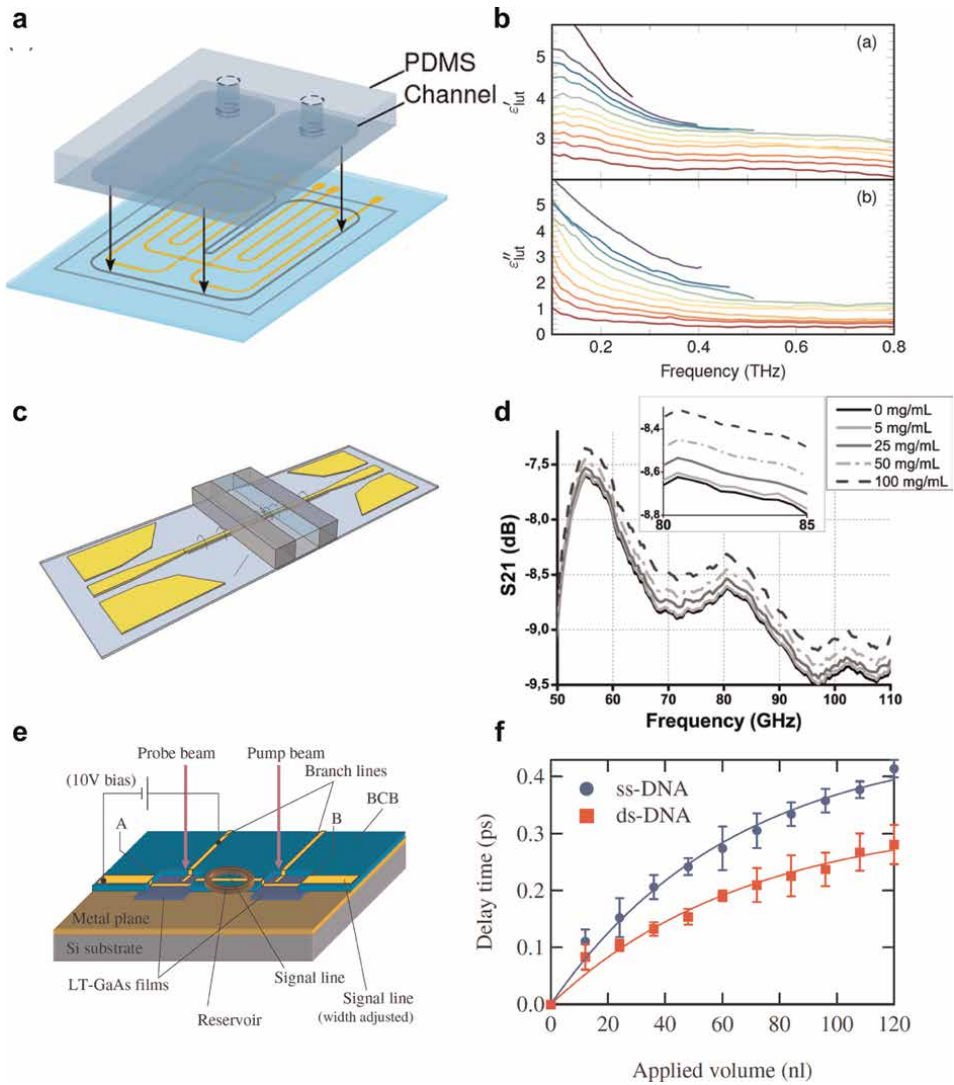 a
PDMS
Channel
b
(a)
ε'lut
5
3
(b)
ε''lut
5
4
3
2
1
0
0.2
0.4
0.6
0.8
Frequency (THz)
c
d
0 mg/mL
5 mg/mL
25 mg/mL
50 mg/mL
100 mg/mL
-8,4
-8,6
-8,8
80
85
S21 (dB)
-7,5
-8,0
-8,5
-9,0
-9,5
50
60
70
80
90
100
110
Frequency (GHz)
e
Probe beam
Pump beam
(10V bias)
Branch lines
BCB
A
B
Metal plane
Si substrate
LT-GaAs films
Signal line
Reservoir
Signal line
(width adjusted)
f
ss-DNA
ds-DNA
Delay time (ps)
0.4
0.3
0.2
0.1
0.0
0
20
40
60
80
100
120
Applied volume (nl)